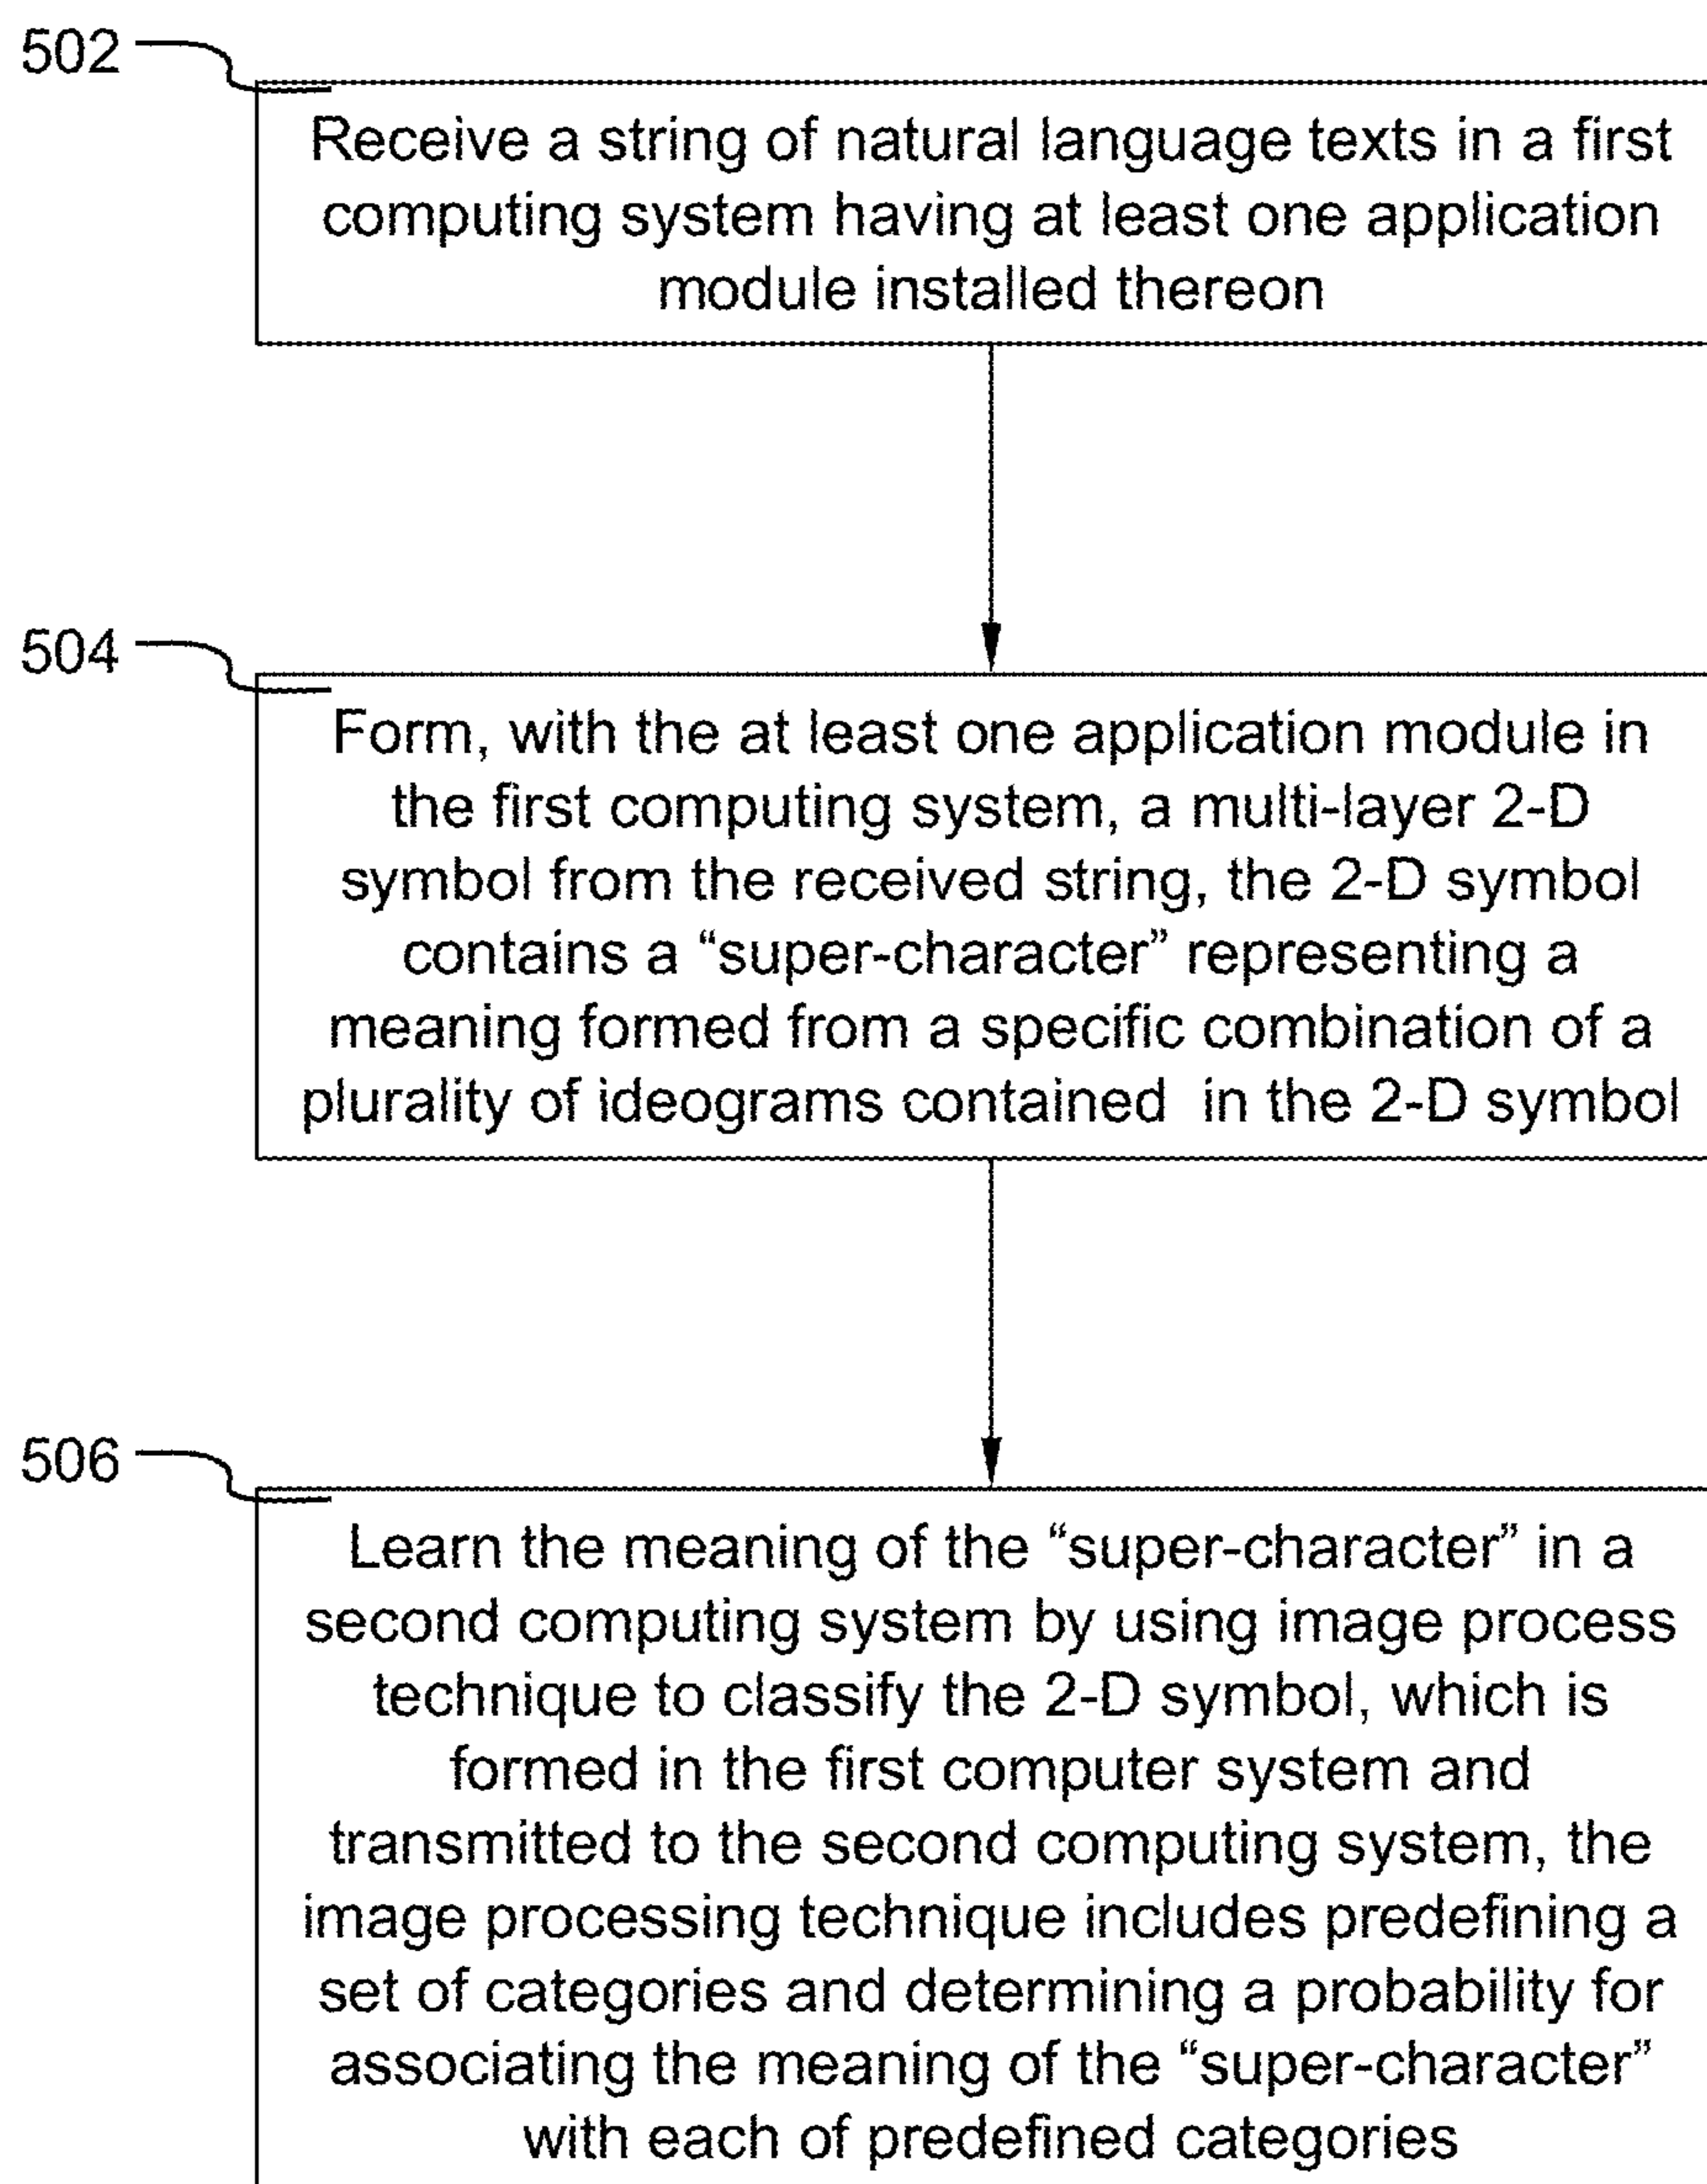 502
Receive a string of natural language texts in a first
computing system having at least one application
module installed thereon
504
Form, with the at least one application module in
the first computing system, a multi-layer 2-D
symbol from the received string, the 2-D symbol
contains a “super-character” representing a
meaning formed from a specific combination of a
plurality of ideograms contained in the 2-D symbol
506
Learn the meaning of the “super-character” in a
second computing system by using image process
technique to classify the 2-D symbol, which is
formed in the first computer system and
transmitted to the second computing system, the
image processing technique includes predefining a
set of categories and determining a probability for
associating the meaning of the “super-character”
with each of predefined categories